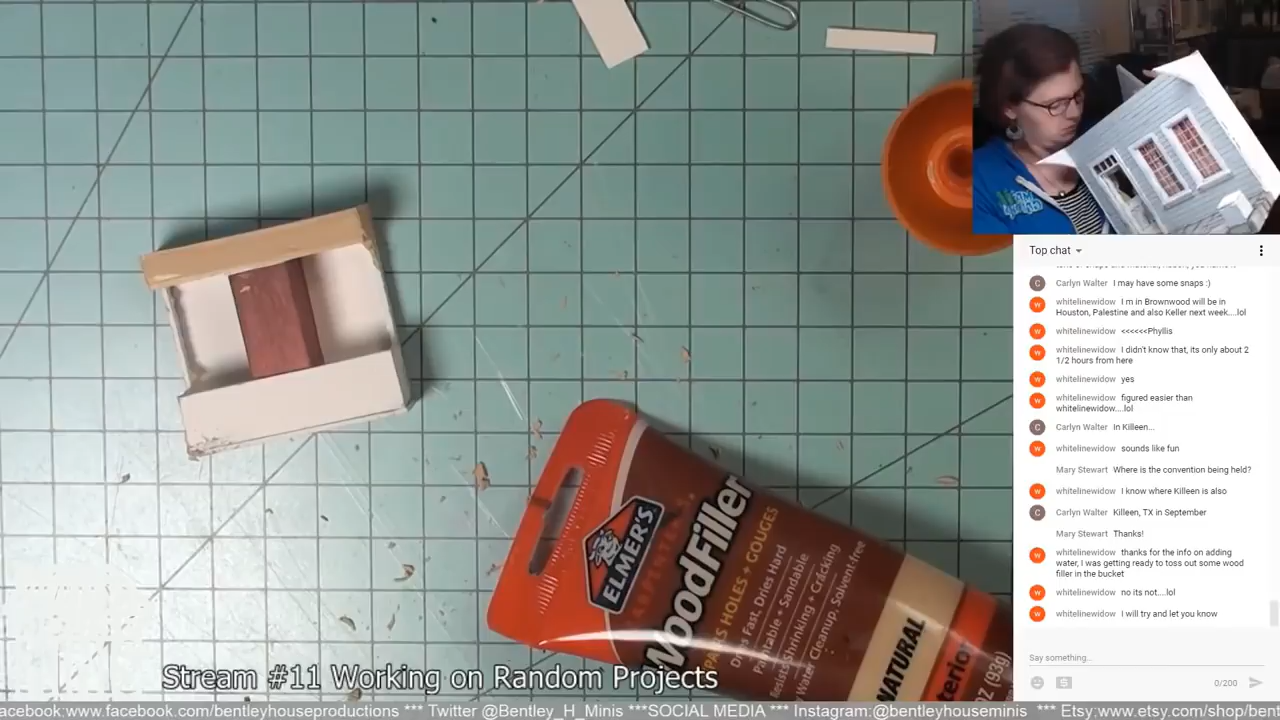 Top chat
Carlyn Walter I may have some snaps :)
whitelinewidow I m in Brownwood will be in
Houston, Palestine and also Keller next week....lol
whitelinewidow <<<<<<Phyllis
whitelinewidow I didn't know that, its only about 2
1/2 hours from here
whitelinewidow yes
whitelinewidow figured easier than
whitelinewidow....lol
Carlyn Walter In Killeen...
whitelinewidow sounds like fun
Mary Stewart Where is the convention being held?
whitelinewidow I know where Killeen is also
Carlyn Walter Killeen, TX in September
Mary Stewart Thanks!
whitelinewidow thanks for the info on adding
water, I was getting ready to toss out some wood
filler in the bucket
whitelinewidow no its not....lol
whitelinewidow I will try and let you know
Say something...
0/200
ELMER'S
WoodFiller
HOLES • GOUGES
Dries Fast. Dries Hard
Paintable • Sandable
Resists Shrinking • Cracking
Water Cleanup • Solvent-free
NATURAL
(93g)
Stream #11 Working on Random Projects
facebook:www.facebook.com/bentleyhouseproductions *** Twitter @Bentley_H_Minis ***SOCIAL MEDIA *** Instagram:@bentleyhouseminis *** Etsy;www.etsy.com/shop/bent